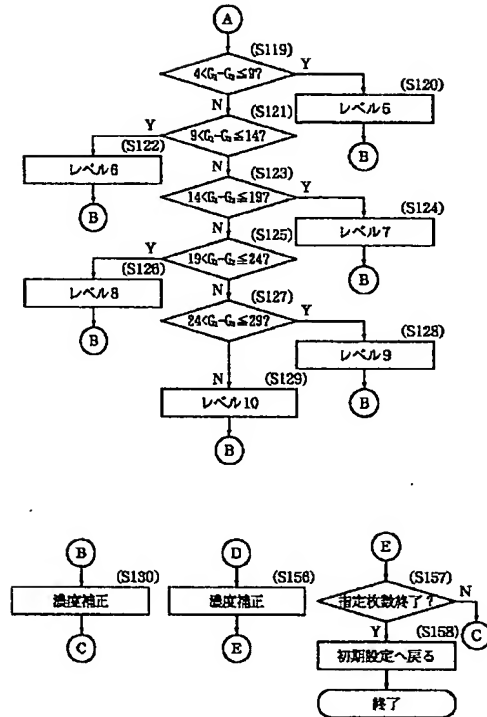 A
(S119)
4<G₁-G₂≦9?
Y
(S120)
N
レベル5
(S121)
9<G₁-G₂≦14?
Y
(S122)
B
レベル6
N
(S123)
14<G₁-G₂≦19?
Y
(S124)
B
レベル7
N
(S125)
19<G₁-G₂≦24?
Y
(S126)
B
レベル8
N
(S127)
24<G₁-G₂≦29?
Y
(S128)
B
レベル9
N
(S129)
レベル10
B
B
B
(S130)
濃度補正
C
D
(S156)
濃度補正
E
E
(S157)
指定枚数終了?
N
C
Y
(S158)
初期設定へ戻る
終了